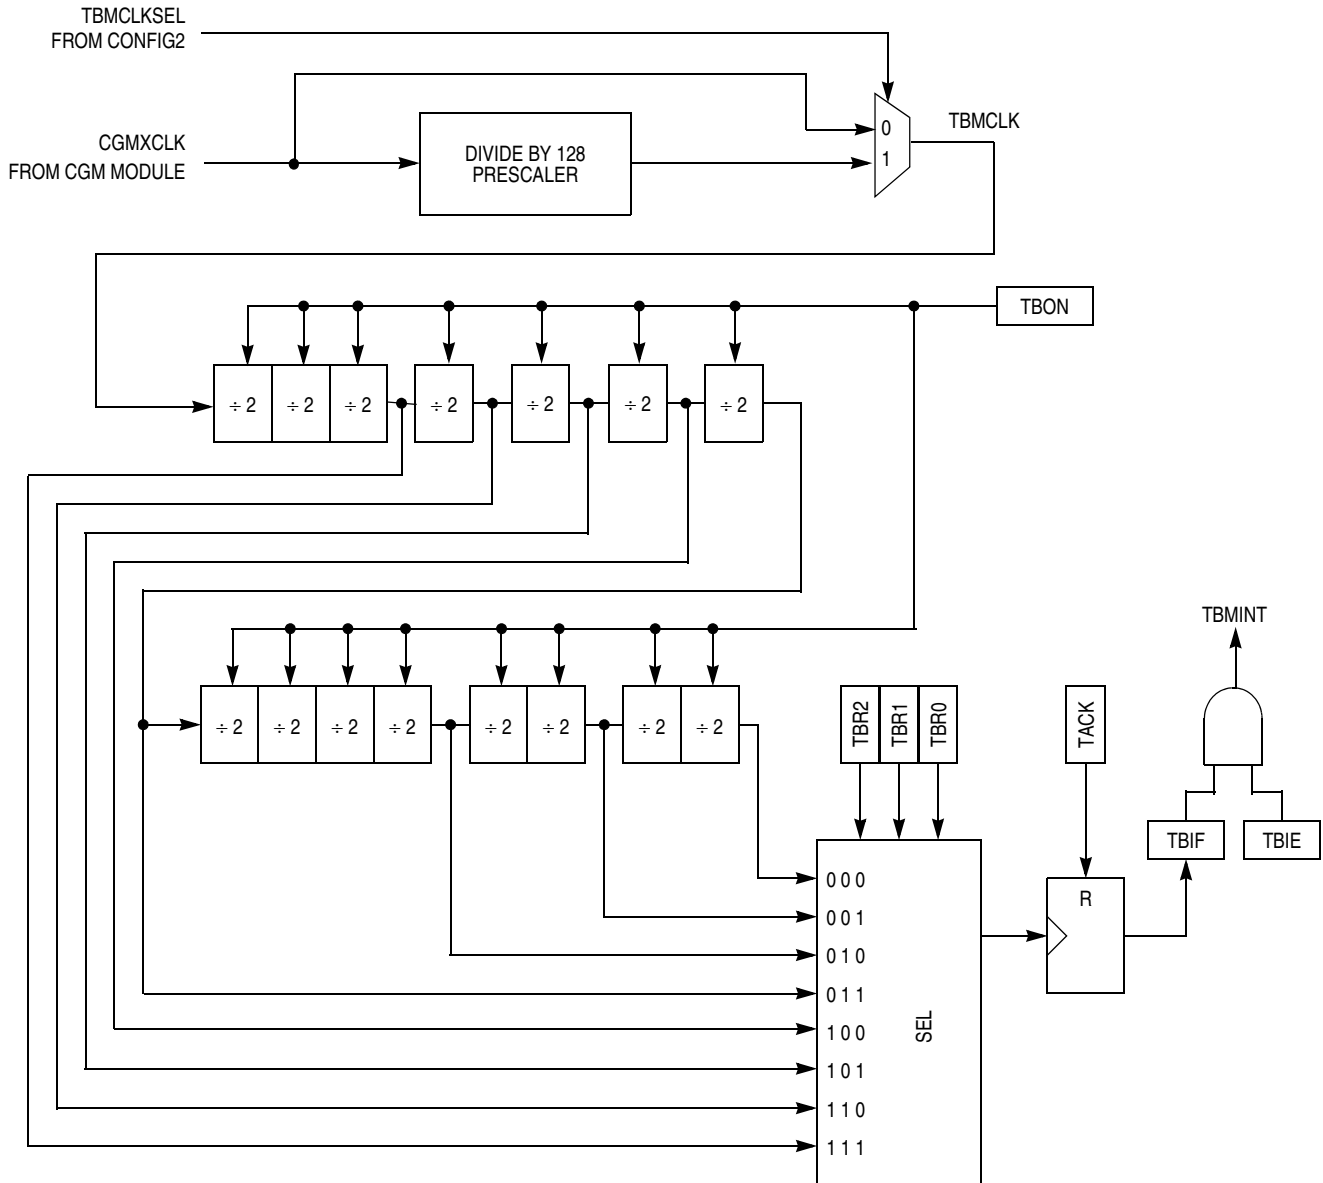 TBMCLKSEL
FROM CONFIG2
CGMXCLK
FROM CGM MODULE
DIVIDE BY 128
PRESCALER
0
1
TBMCLK
TBON
÷ 2
÷ 2
÷ 2
÷ 2
÷ 2
÷ 2
÷ 2
TBMINT
÷ 2
÷ 2
÷ 2
÷ 2
÷ 2
÷ 2
÷ 2
÷ 2
TBR2
TBR1
TBR0
TACK
TBIF
TBIE
R
0 0 0
0 0 1
0 1 0
0 1 1
1 0 0
1 0 1
1 1 0
1 1 1
SEL